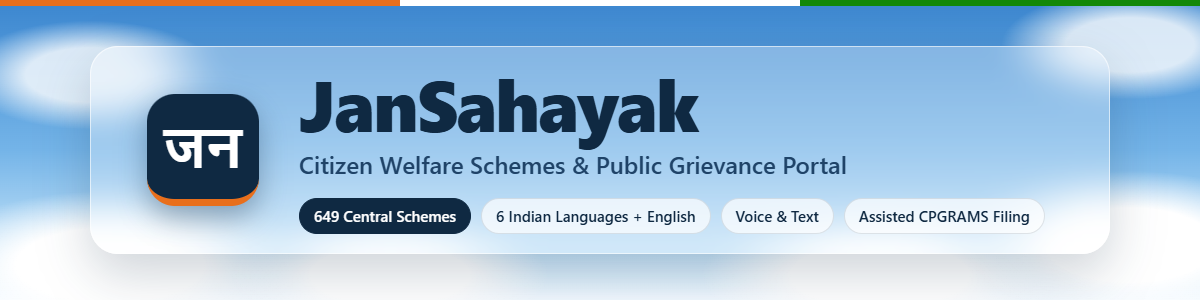 जन
JanSahayak
Citizen Welfare Schemes & Public Grievance Portal
649 Central Schemes
6 Indian Languages + English
Voice & Text
Assisted CPGRAMS Filing